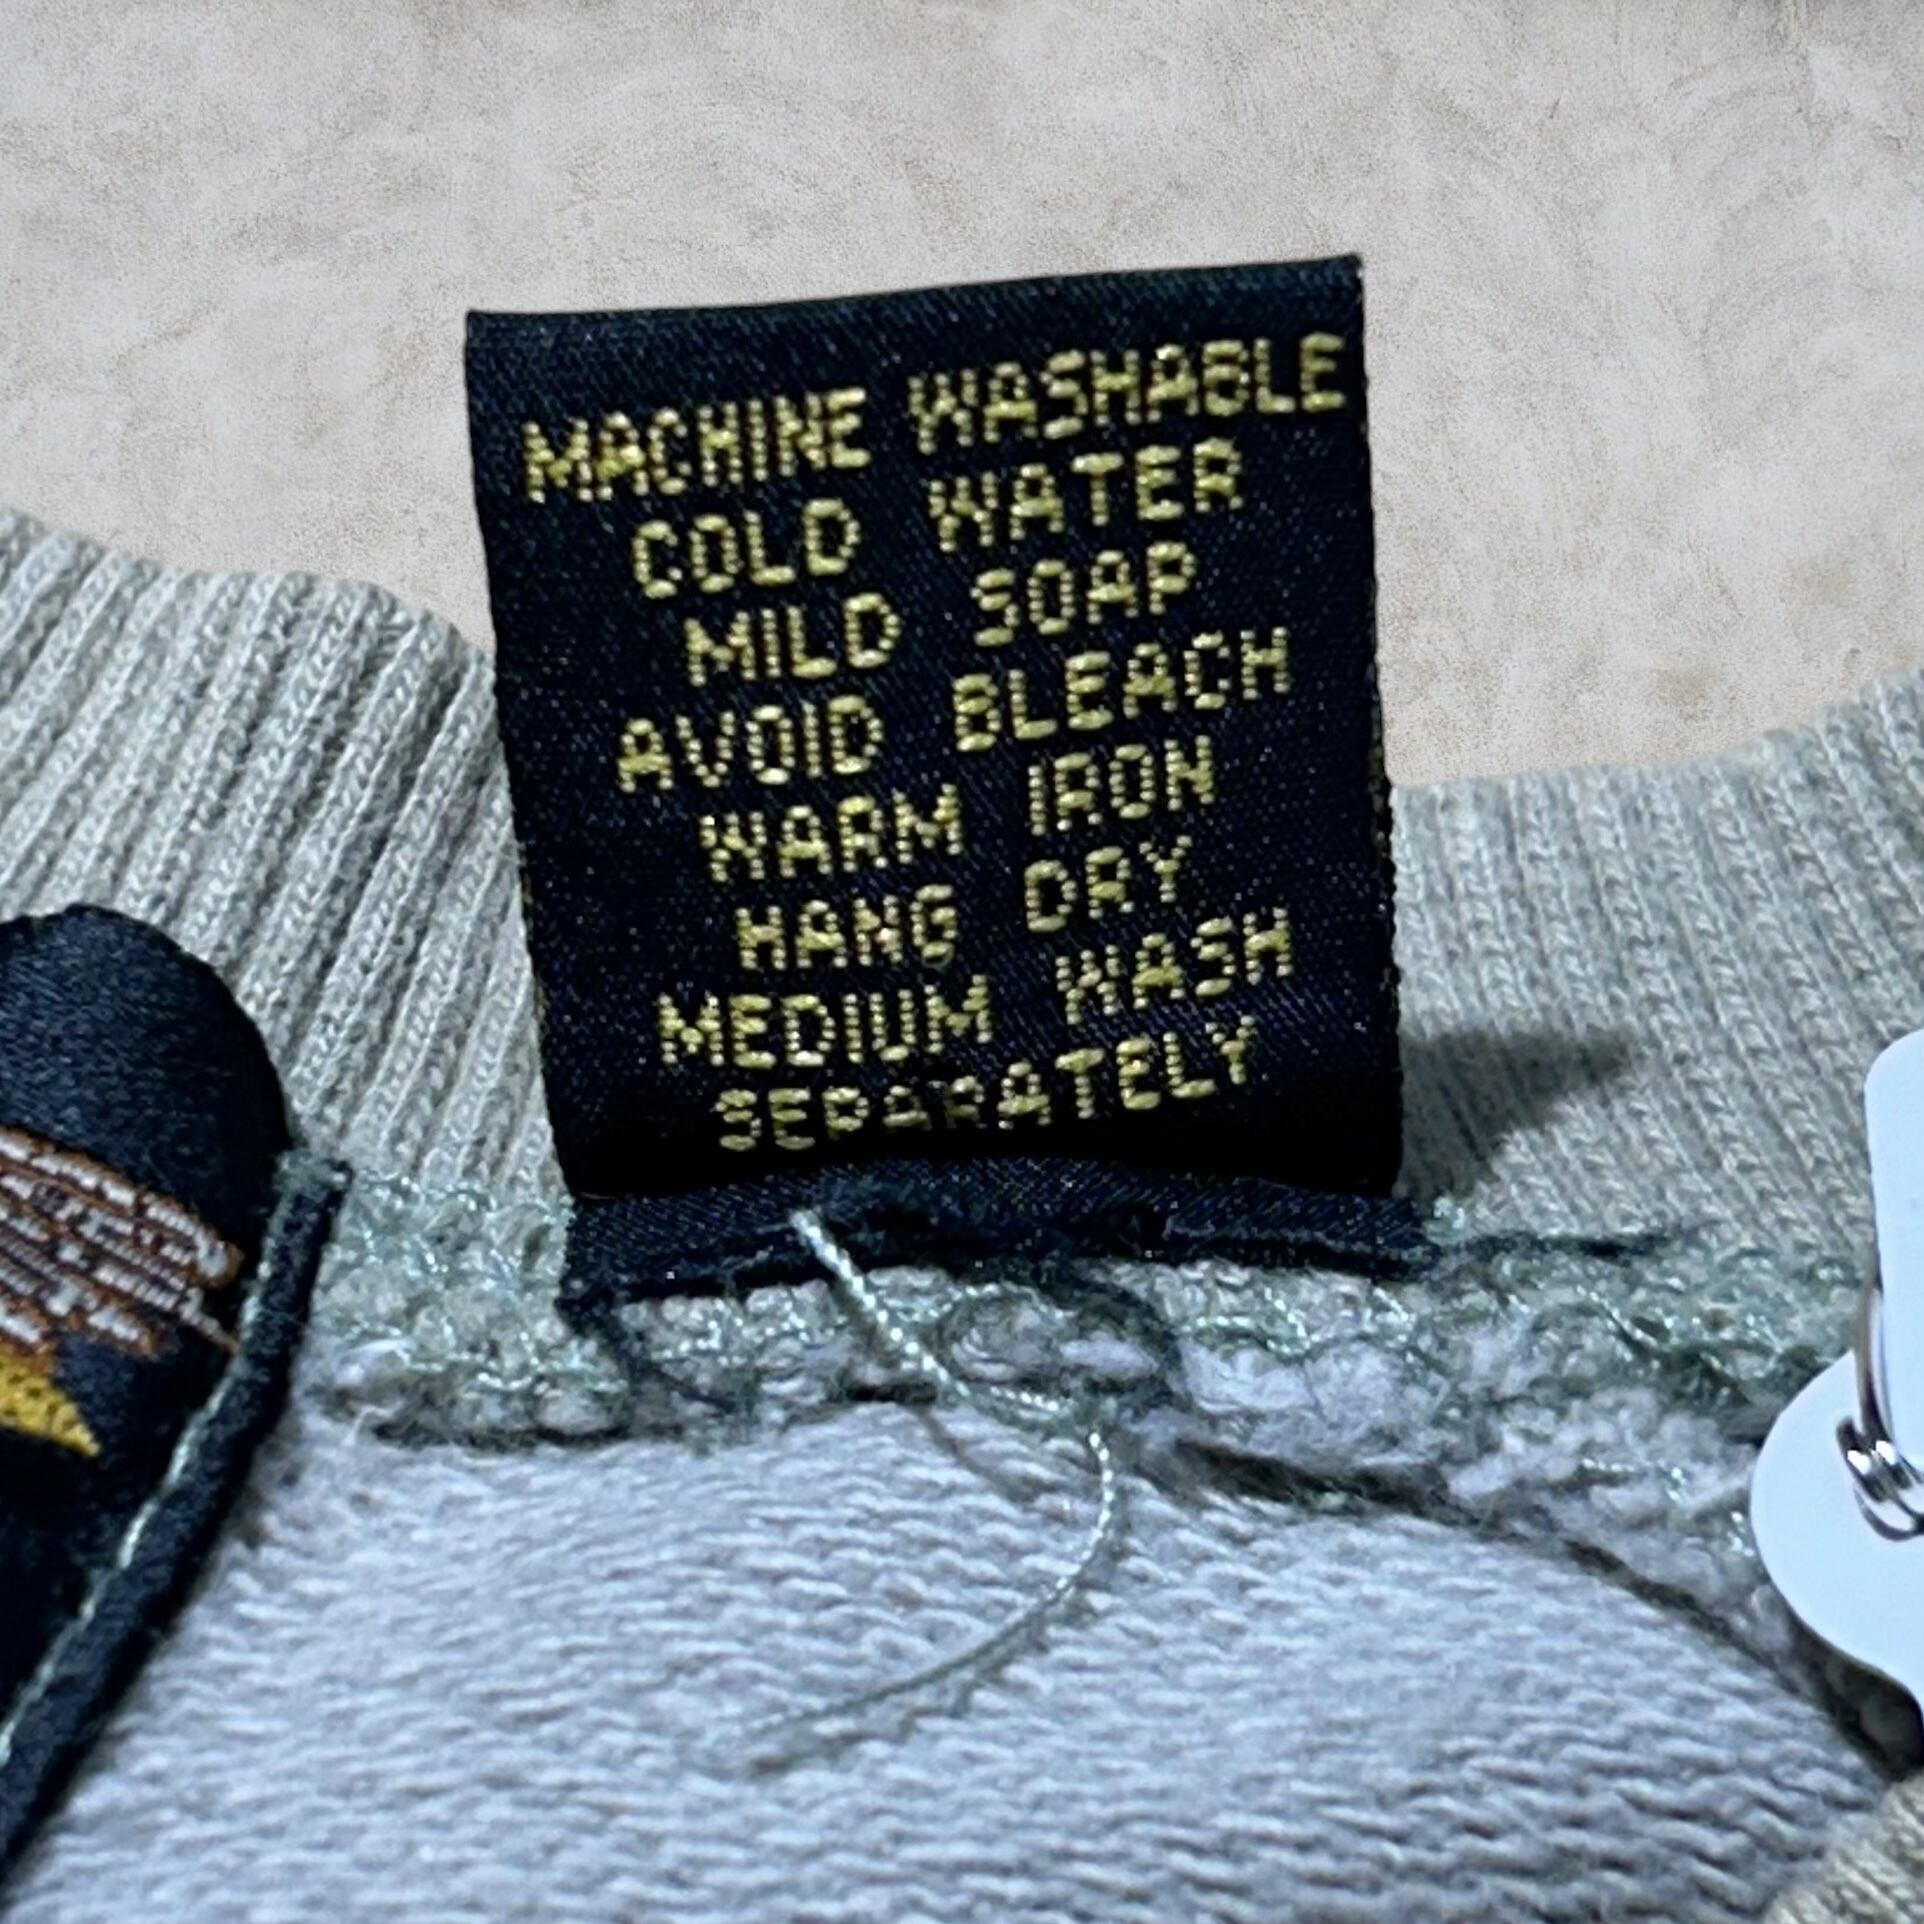 MACHINE WASHABLE
COLD WATER
MILD SOAP
AVOID BLEACH
WARM IRON
HANG DRY
MEDIUM WASH
SEPARATELY